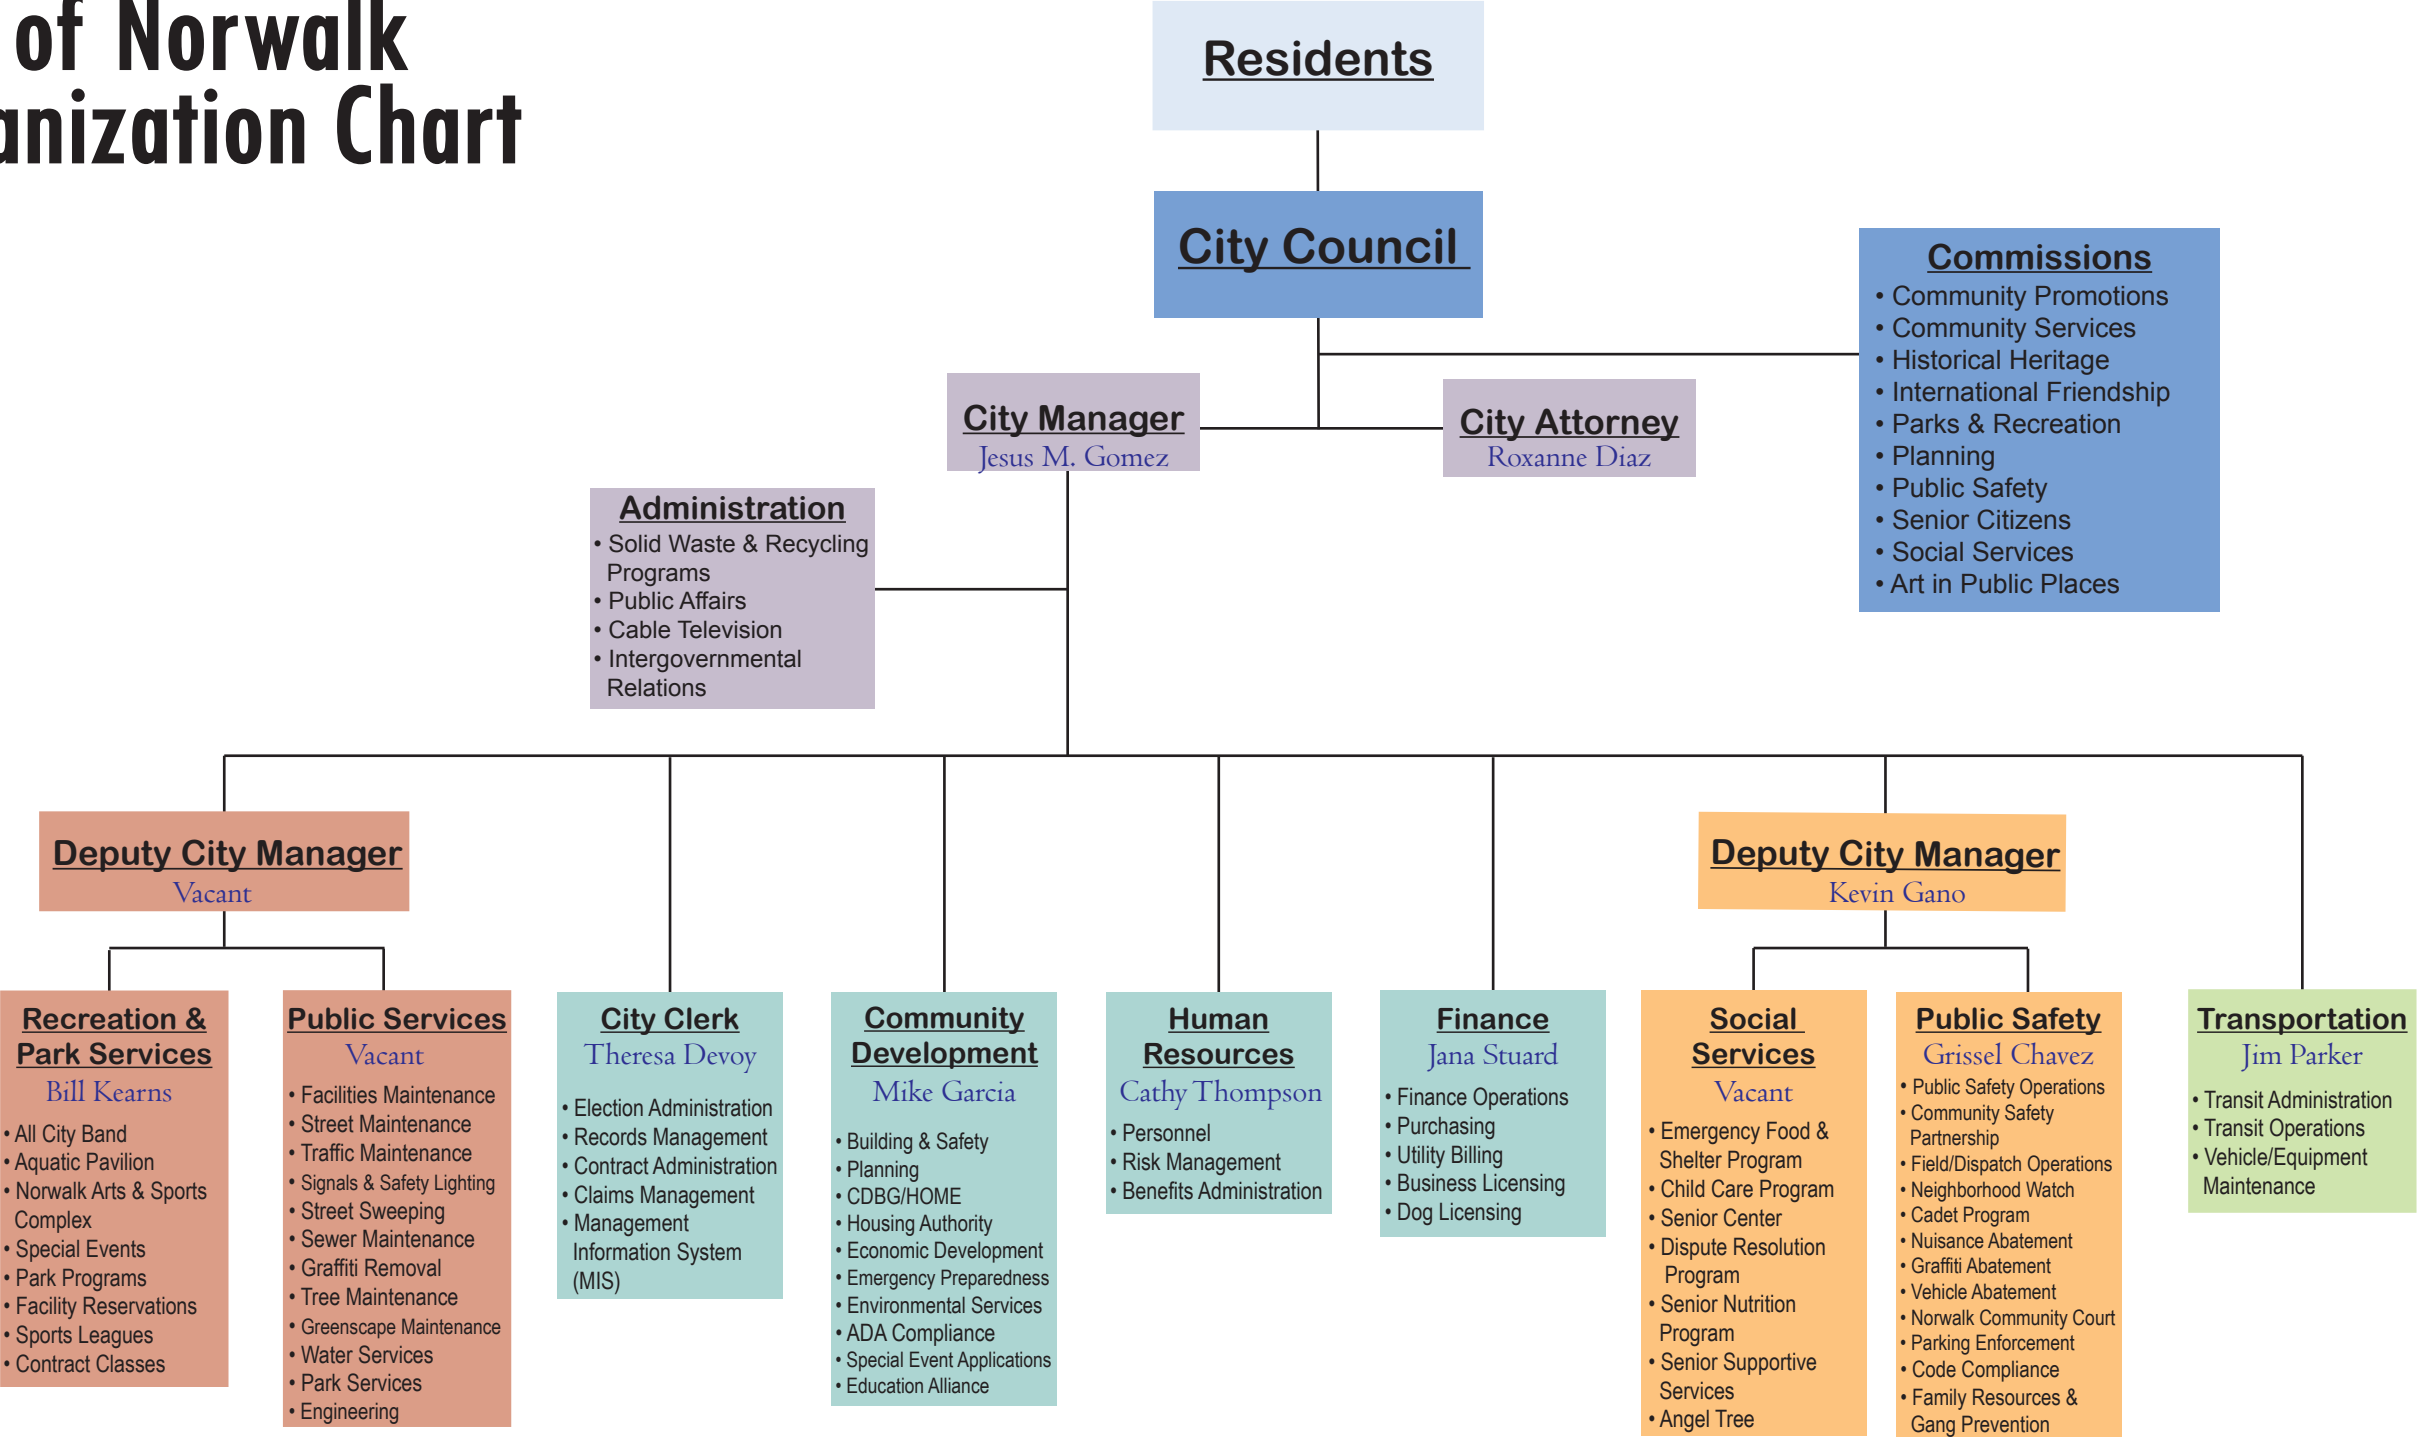 of Norwalk
anization Chart
Residents
City Council
Commissions
• Community Promotions
• Community Services
• Historical Heritage
• International Friendship
• Parks & Recreation
• Planning
• Public Safety
• Senior Citizens
• Social Services
• Art in Public Places
City Manager
Jesus M. Gomez
City Attorney
Roxanne Diaz
Administration
• Solid Waste & Recycling
Programs
• Public Affairs
• Cable Television
• Intergovernmental
Relations
Deputy City Manager
Vacant
Deputy City Manager
Kevin Gano
Recreation &
Park Services
Bill Kearns
• All City Band
• Aquatic Pavilion
• Norwalk Arts & Sports
Complex
• Special Events
• Park Programs
• Facility Reservations
• Sports Leagues
• Contract Classes
Public Services
Vacant
• Facilities Maintenance
• Street Maintenance
• Traffic Maintenance
• Signals & Safety Lighting
• Street Sweeping
• Sewer Maintenance
• Graffiti Removal
• Tree Maintenance
• Greenscape Maintenance
• Water Services
• Park Services
• Engineering
City Clerk
Theresa Devoy
• Election Administration
• Records Management
• Contract Administration
• Claims Management
• Management
Information System
(MIS)
Community
Development
Mike Garcia
• Building & Safety
• Planning
• CDBG/HOME
• Housing Authority
• Economic Development
• Emergency Preparedness
• Environmental Services
• ADA Compliance
• Special Event Applications
• Education Alliance
Human
Resources
Cathy Thompson
• Personnel
• Risk Management
• Benefits Administration
Finance
Jana Stuard
• Finance Operations
• Purchasing
• Utility Billing
• Business Licensing
• Dog Licensing
Social
Services
Vacant
• Emergency Food &
Shelter Program
• Child Care Program
• Senior Center
• Dispute Resolution
Program
• Senior Nutrition
Program
• Senior Supportive
Services
• Angel Tree
Public Safety
Grissel Chavez
• Public Safety Operations
• Community Safety
Partnership
• Field/Dispatch Operations
• Neighborhood Watch
• Cadet Program
• Nuisance Abatement
• Graffiti Abatement
• Vehicle Abatement
• Norwalk Community Court
• Parking Enforcement
• Code Compliance
• Family Resources &
Gang Prevention
Transportation
Jim Parker
• Transit Administration
• Transit Operations
• Vehicle/Equipment
Maintenance